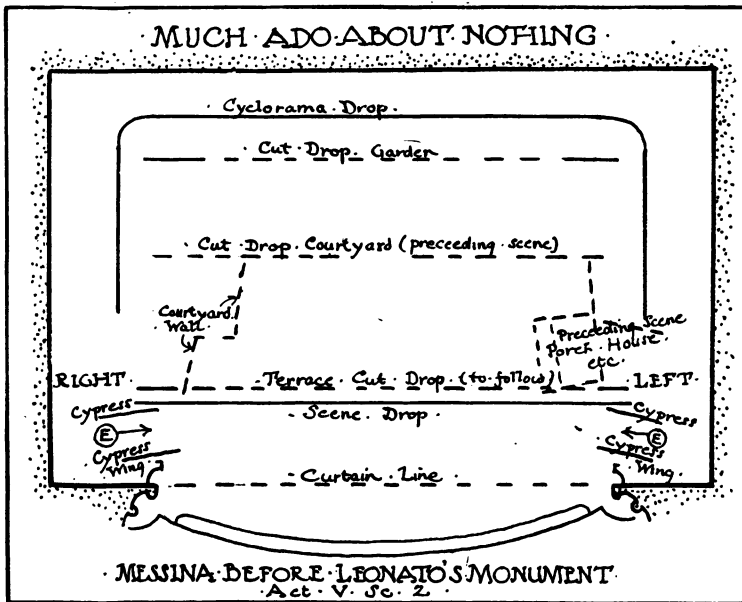 · MUCH · ADO · ABOUT · NOTHING ·
· Cyclorama Drop ·
· Cut · Drop · Garden
· Cut · Drop · Courtyard (preceeding · scene)
Courtyard
Wall ·
Preceeding Scene
Porch · House ·
etc.
RIGHT ·
· Terrace · Cut · Drop · (to · follow)
· LEFT ·
· Scene · Drop ·
Cypress
Cypress
E
E
Cypress
Wing ·
Cypress
Wing ·
· Curtain · Line ·
· MESSINA · BEFORE · LEONATO'S · MONUMENT ·
· Act · V · Sc · 2 ·